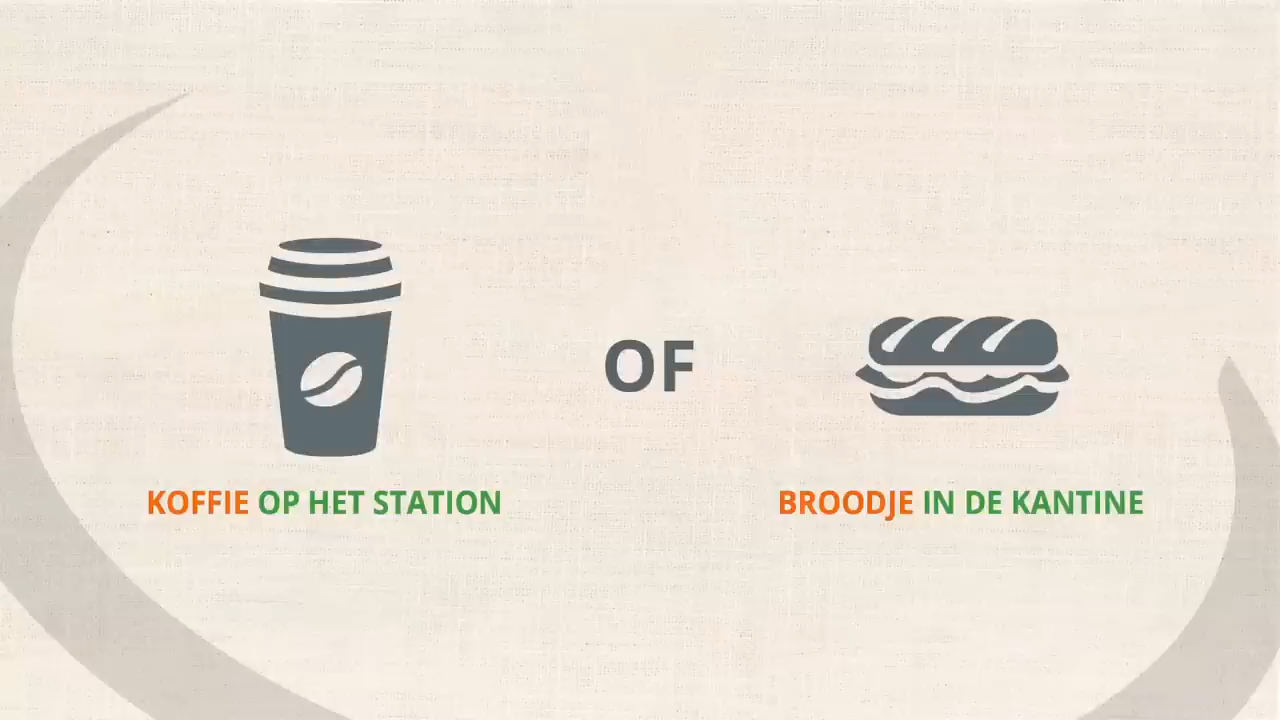 OF
KOFFIE OP HET STATION
BROODJE IN DE KANTINE